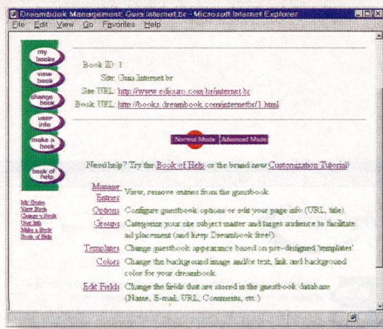 Dreambook Management: Guia Internet.br - Microsoft Internet Explorer
File Edit View Go Favorites Help
my books
view book
change book
user info
make a book
book of help
My Books
View Book
Change a Book
User Info
Make a Book
Book of Help
Book ID: 1
Site: Guia Internet.br
Site URL: http://www.ediouro.com.br/internet.br
Book URL: http://books.dreambook.com/internetbr/1.html
Normal Mode Advanced Mode
Need help? Try the Book of Help or the brand new Customization Tutorial!
Manage Entries View, remove entries from the guestbook.
Options Configure guestbook options or edit your page info (URL, title).
Groups Categorize your site subject matter and target audience to facilitate
ad placement (and keep Dreambook free!).
Templates Change guestbook appearance based on pre-designed 'templates'
Colors Change the background image and/or text, link and background
color for your dreambook.
Edit Fields Change the fields that are stored in the guestbook database
(Name, E-mail, URL, Comments, etc.)